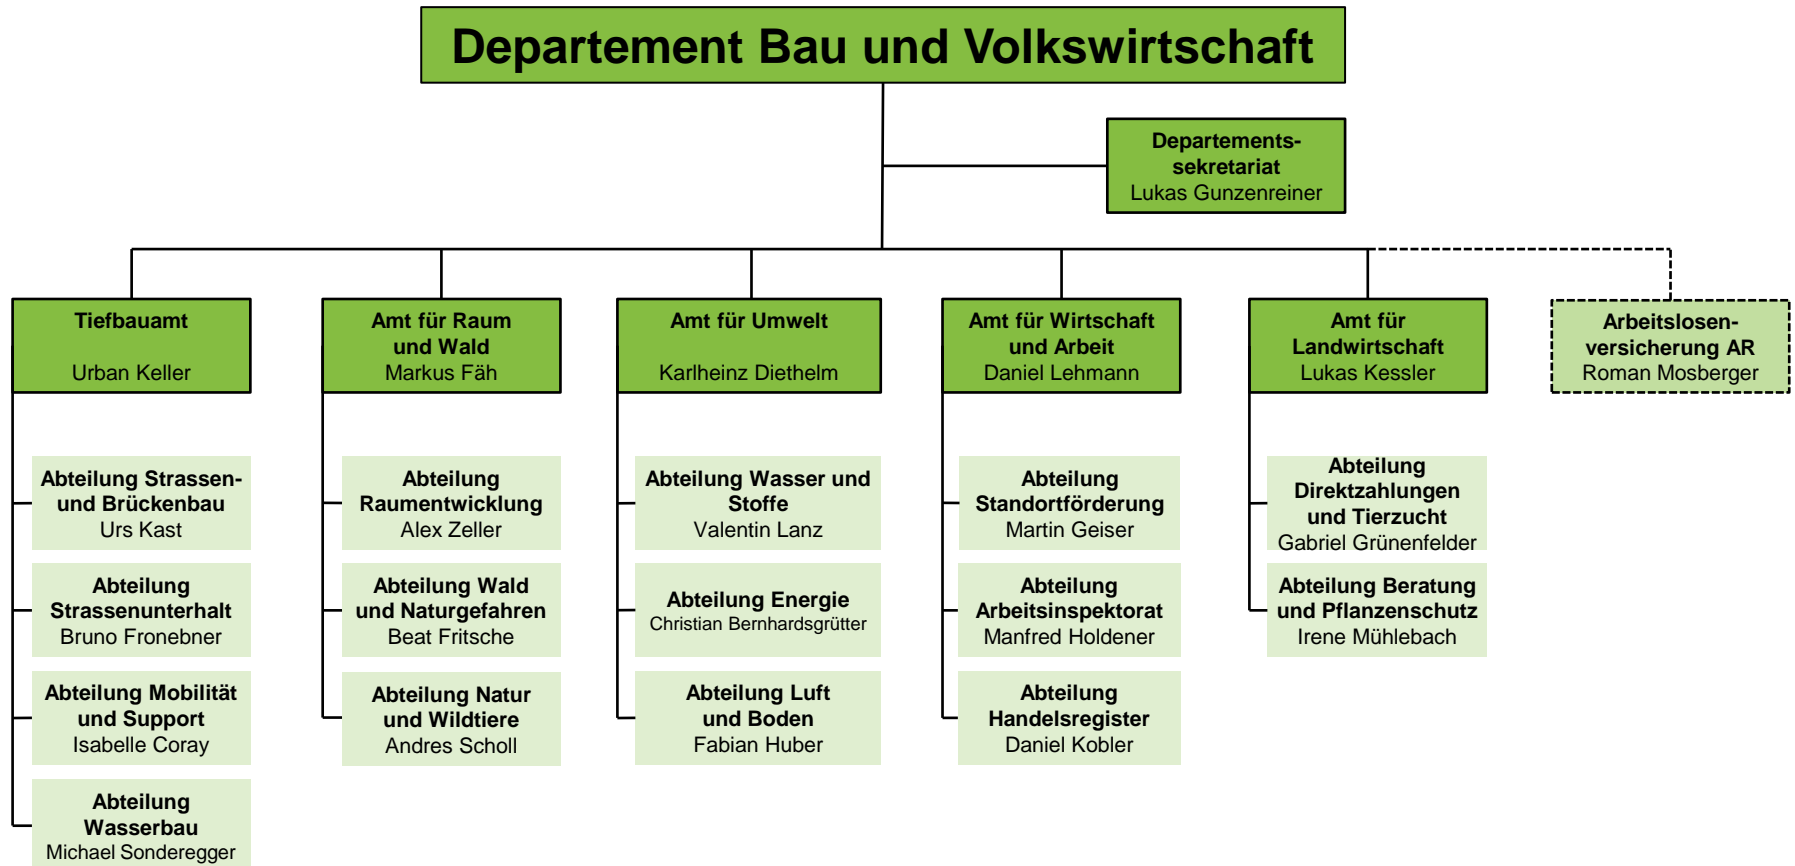 Departement Bau und Volkswirtschaft
Departements-
sekretariat
Lukas Gunzenreiner
Tiefbauamt
Urban Keller
Amt für Raum
und Wald
Markus Fäh
Amt für Umwelt
Karlheinz Diethelm
Amt für Wirtschaft
und Arbeit
Daniel Lehmann
Amt für
Landwirtschaft
Lukas Kessler
Arbeitslosen-
versicherung AR
Roman Mosberger
Abteilung Strassen-
und Brückenbau
Urs Kast
Abteilung
Strassenunterhalt
Bruno Fronebner
Abteilung Mobilität
und Support
Isabelle Coray
Abteilung
Wasserbau
Michael Sonderegger
Abteilung
Raumentwicklung
Alex Zeller
Abteilung Wald
und Naturgefahren
Beat Fritsche
Abteilung Natur
und Wildtiere
Andres Scholl
Abteilung Wasser und
Stoffe
Valentin Lanz
Abteilung Energie
Christian Bernhardsgrütter
Abteilung Luft
und Boden
Fabian Huber
Abteilung
Standortförderung
Martin Geiser
Abteilung
Arbeitsinspektorat
Manfred Holdener
Abteilung
Handelsregister
Daniel Kobler
Abteilung
Direktzahlungen
und Tierzucht
Gabriel Grünenfelder
Abteilung Beratung
und Pflanzenschutz
Irene Mühlebach